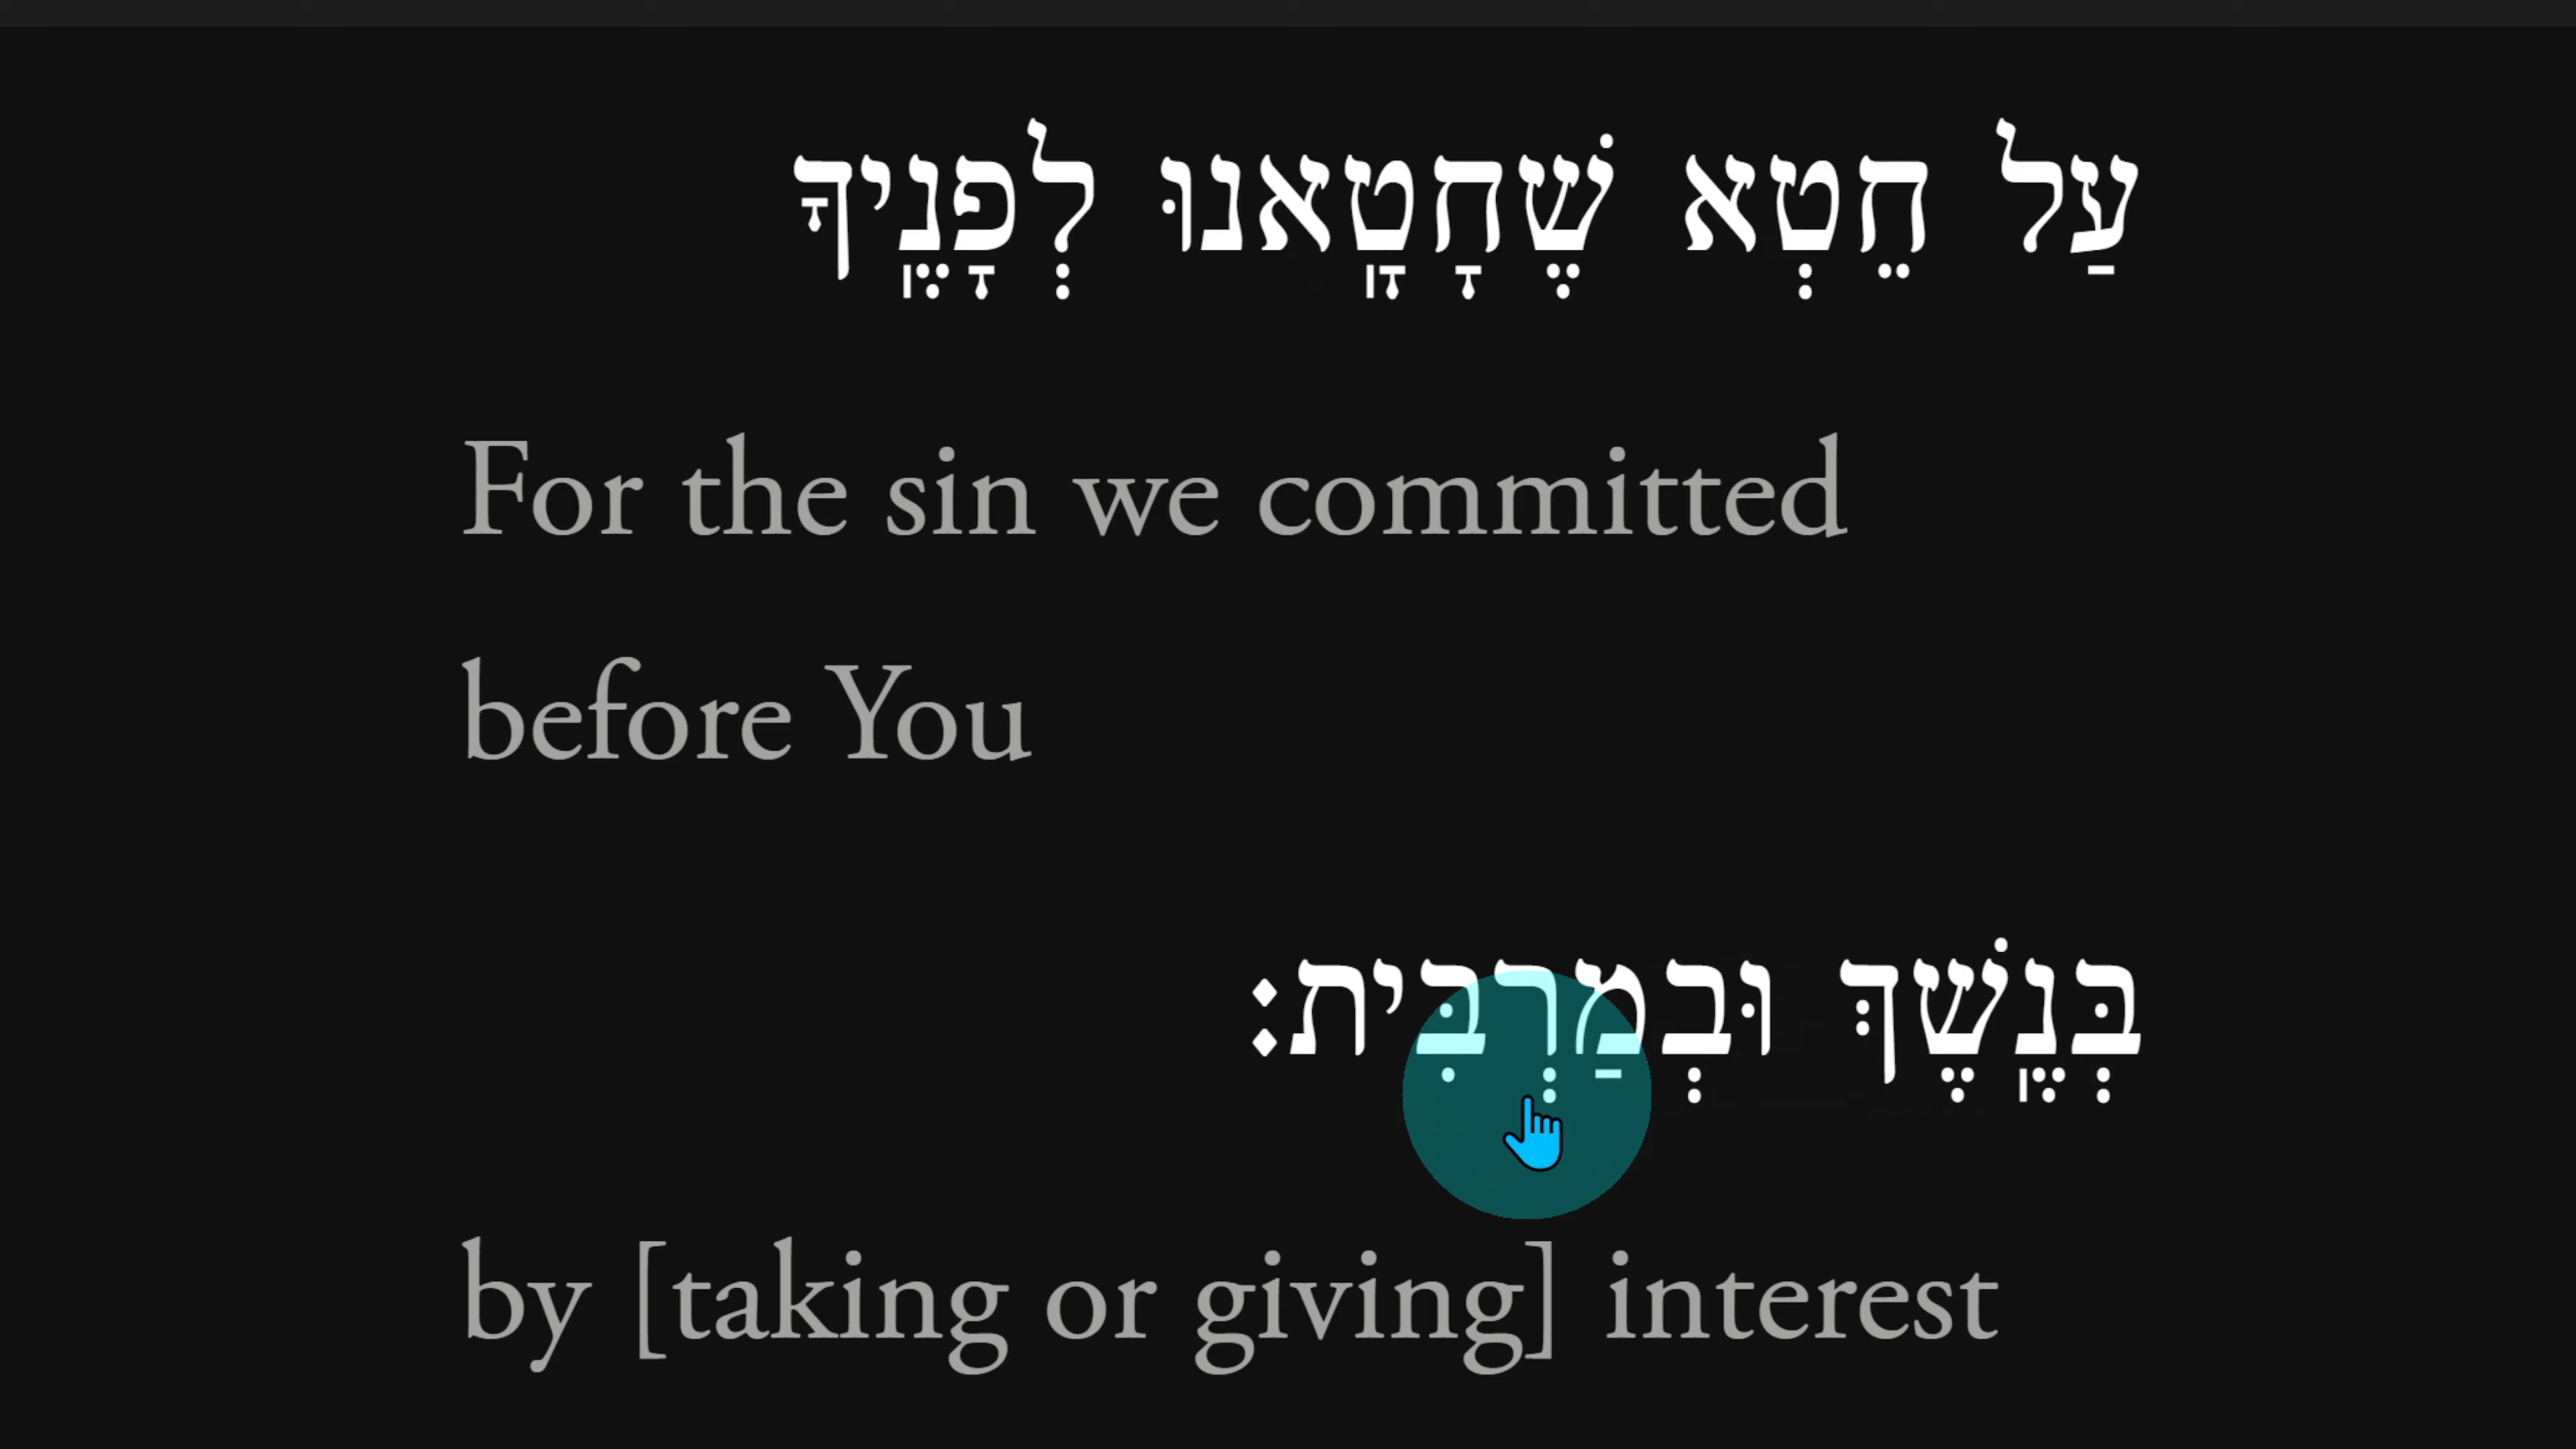 עַל חֵטְא שֶׁחָטָֽאנוּ לְפָנֶֽיךָ
For the sin we committed
before You
בְּנֶֽשֶׁךְ וּבְמַרְבִּית׃
by [taking or giving] interest